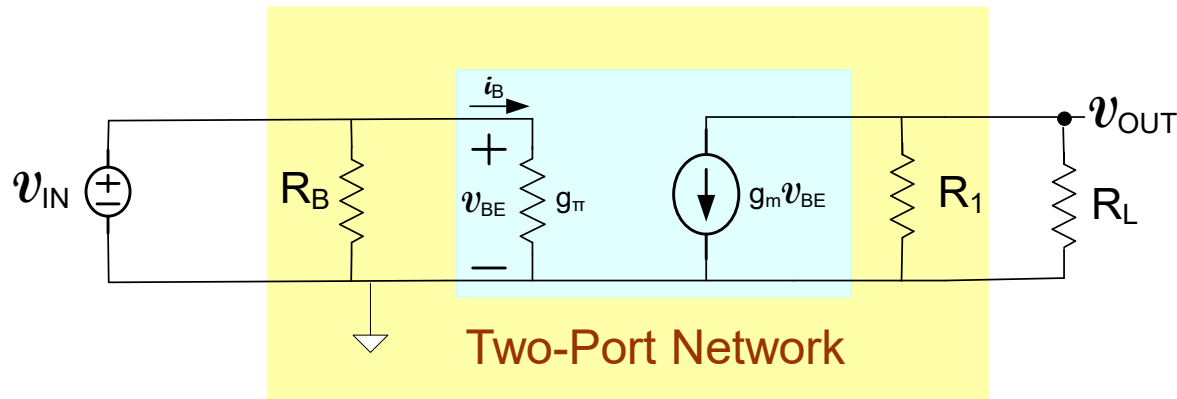 i_B
v_IN
R_B
+
v_BE
−
g_π
g_m v_BE
R_1
v_OUT
R_L
Two-Port Network